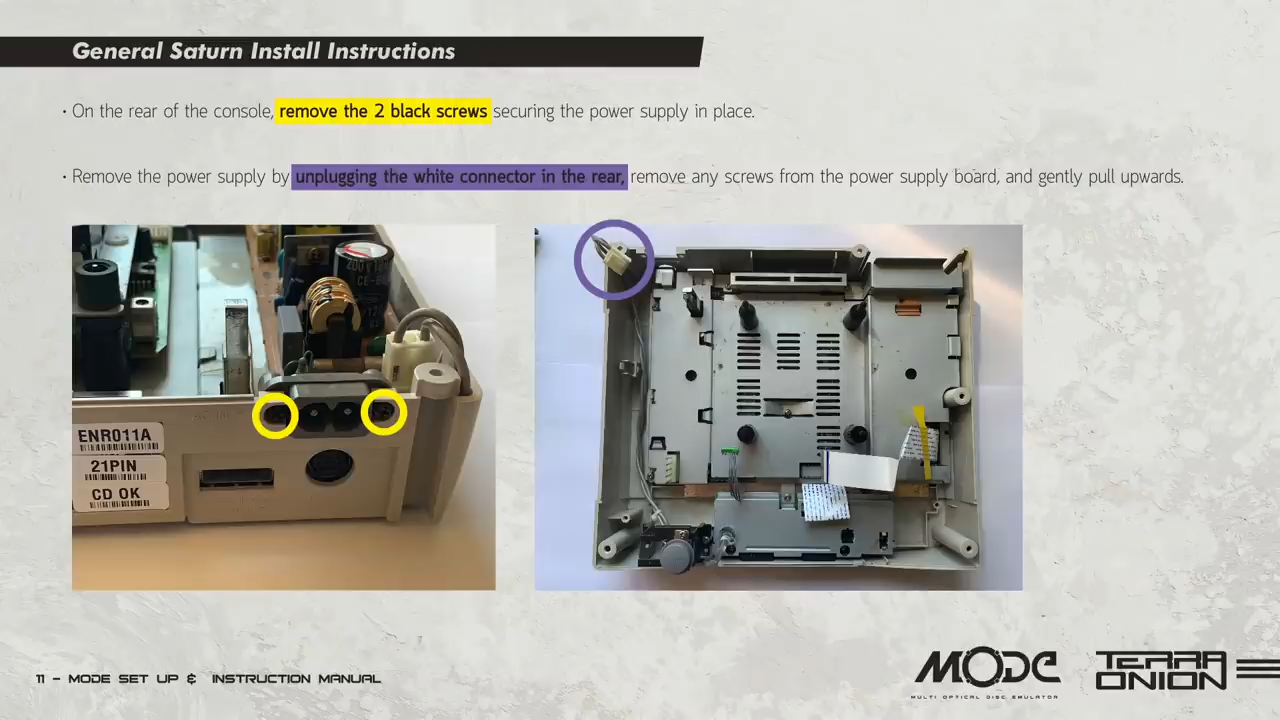 General Saturn Install Instructions
· On the rear of the console, remove the 2 black screws securing the power supply in place.
· Remove the power supply by unplugging the white connector in the rear, remove any screws from the power supply board, and gently pull upwards.
ENR011A
21PIN
CD OK
11 - MODE SET UP & INSTRUCTION MANUAL
MODE
MULTI OPTICAL DISC EMULATOR
TERRA
ONION